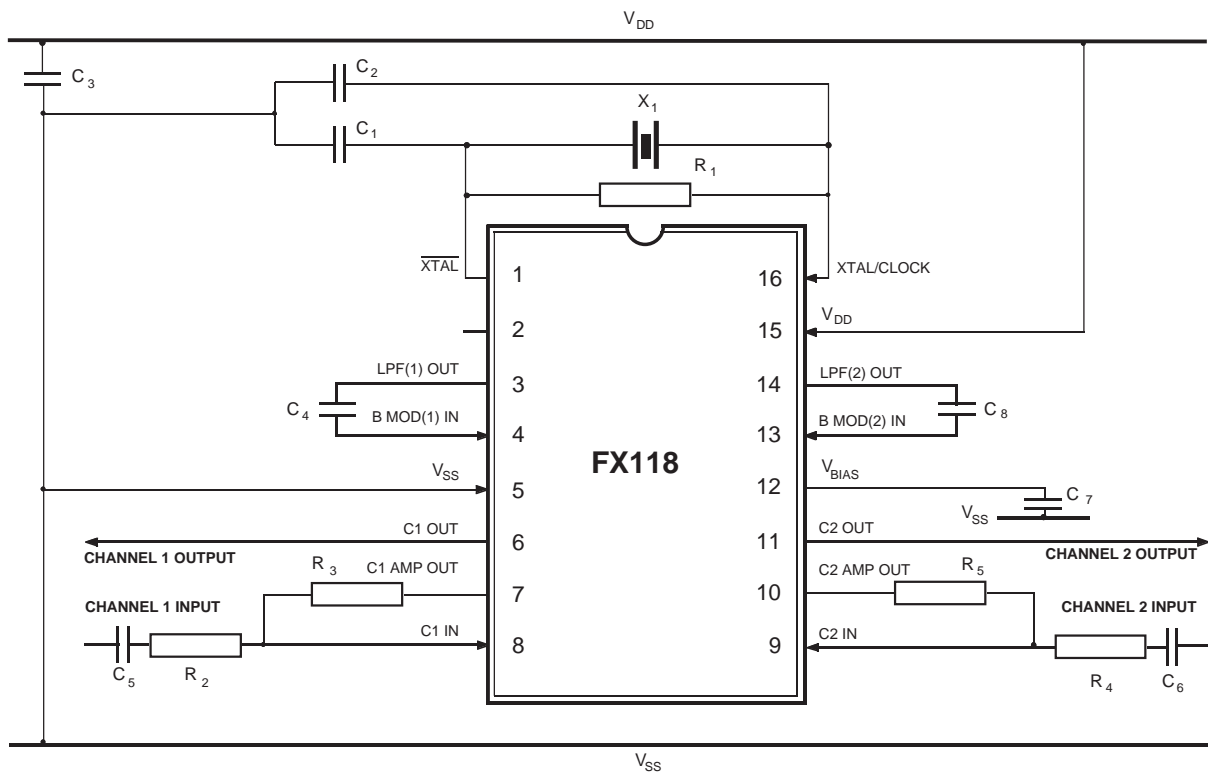 VDD
C3
C2
C1
X1
R1
XTAL
1
16
XTAL/CLOCK
2
15
VDD
LPF(1) OUT
3
14
LPF(2) OUT
C4
C8
B MOD(1) IN
4
13
B MOD(2) IN
FX118
VSS
5
12
VBIAS
C7
VSS
C1 OUT
6
11
C2 OUT
CHANNEL 1 OUTPUT
CHANNEL 2 OUTPUT
R3
C1 AMP OUT
7
10
C2 AMP OUT
R5
CHANNEL 1 INPUT
CHANNEL 2 INPUT
C1 IN
8
9
C2 IN
C5
R2
R4
C6
VSS